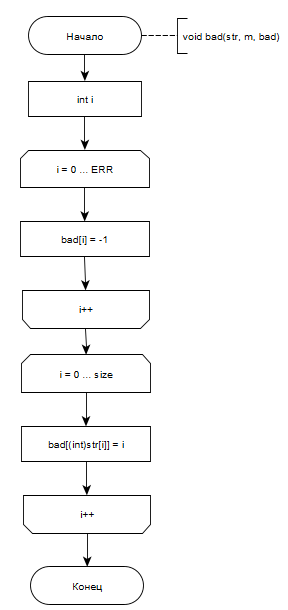 Начало
void bad(str, m, bad)
int i
i = 0 ... ERR
bad[i] = -1
i++
i = 0 ... size
bad[(int)str[i]] = i
i++
Конец